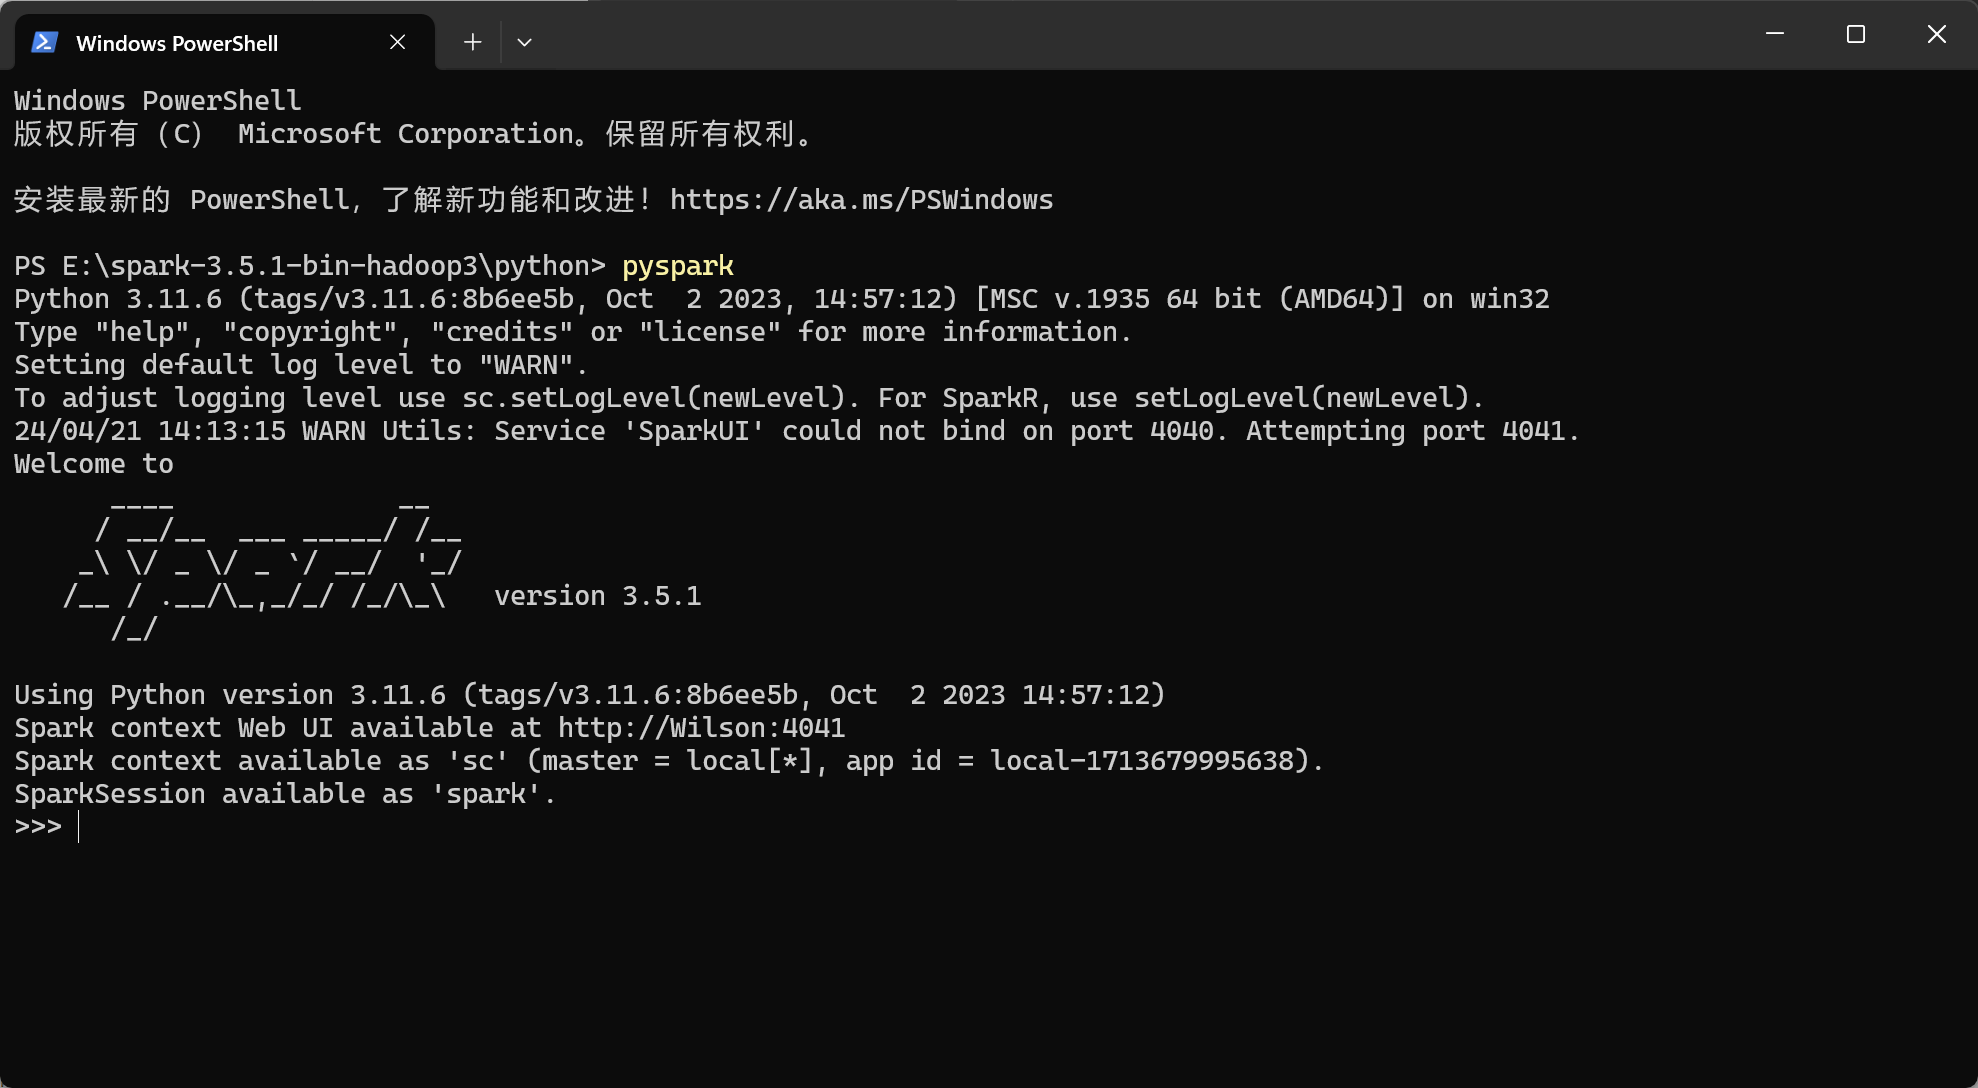 Windows PowerShell
Windows PowerShell
版权所有（C） Microsoft Corporation。保留所有权利。
安装最新的 PowerShell，了解新功能和改进！https://aka.ms/PSWindows
PS E:\spark-3.5.1-bin-hadoop3\python> pyspark
Python 3.11.6 (tags/v3.11.6:8b6ee5b, Oct  2 2023, 14:57:12) [MSC v.1935 64 bit (AMD64)] on win32
Type "help", "copyright", "credits" or "license" for more information.
Setting default log level to "WARN".
To adjust logging level use sc.setLogLevel(newLevel). For SparkR, use setLogLevel(newLevel).
24/04/21 14:13:15 WARN Utils: Service 'SparkUI' could not bind on port 4040. Attempting port 4041.
Welcome to
      ____              __
     / __/__  ___ _____/ /__
    _\ \/ _ \/ _ `/ __/  '_/
   /__ / .__/\_,_/_/ /_/\_\   version 3.5.1
      /_/
Using Python version 3.11.6 (tags/v3.11.6:8b6ee5b, Oct  2 2023 14:57:12)
Spark context Web UI available at http://Wilson:4041
Spark context available as 'sc' (master = local[*], app id = local-1713679995638).
SparkSession available as 'spark'.
>>>